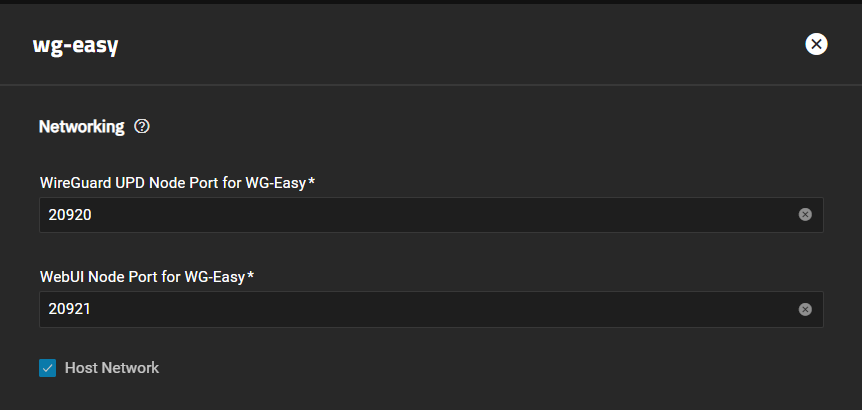 wg-easy
Networking
WireGuard UPD Node Port for WG-Easy*
20920
WebUI Node Port for WG-Easy*
20921
Host Network